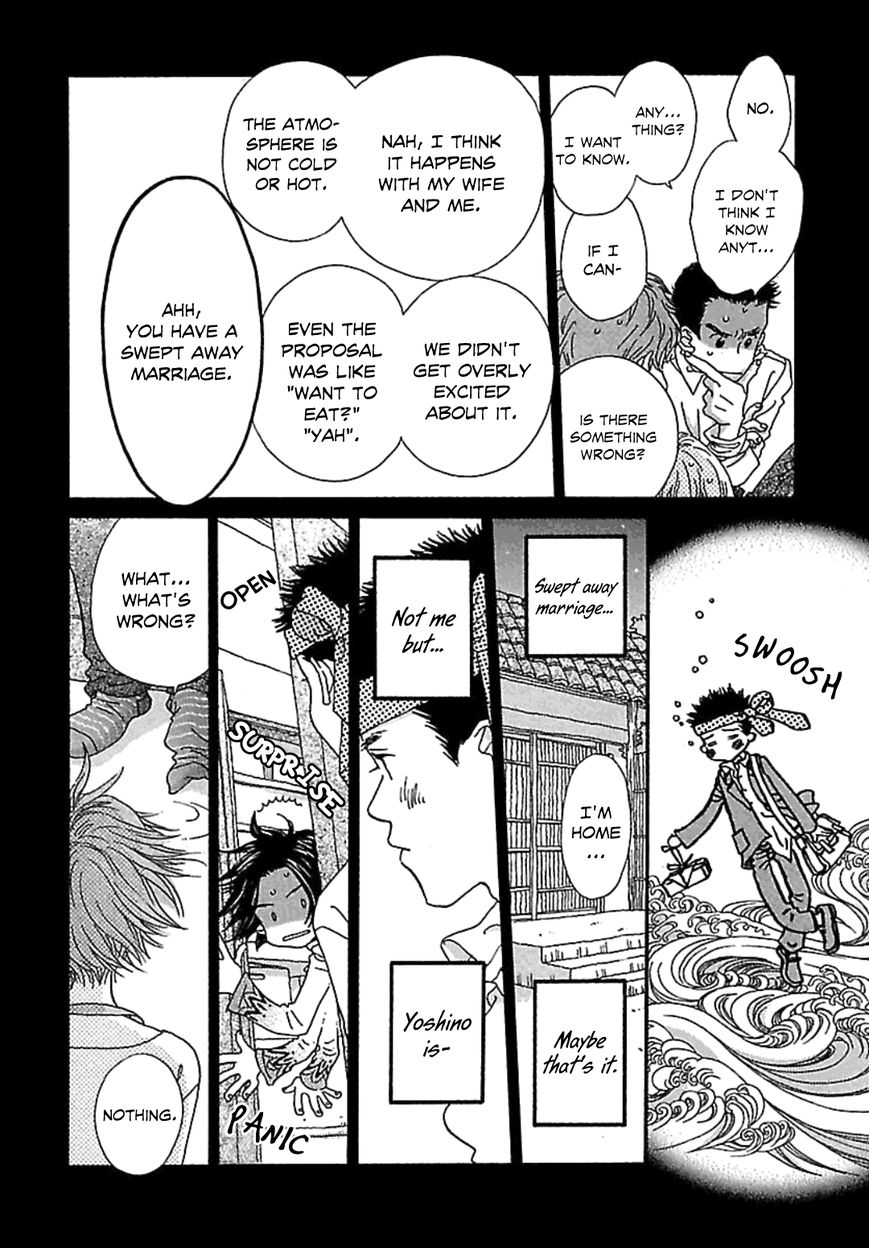 NO.
I DON'T
THINK I
KNOW
ANYT...
ANY...
THING?
I WANT
TO KNOW.
IF I
CAN-
IS THERE
SOMETHING
WRONG?
NAH, I THINK
IT HAPPENS
WITH MY WIFE
AND ME.
THE ATMO-
SPHERE IS
NOT COLD
OR HOT.
WE DIDN'T
GET OVERLY
EXCITED
ABOUT IT.
EVEN THE
PROPOSAL
WAS LIKE
"WANT TO
EAT?"
"YAH".
AHH,
YOU HAVE A
SWEPT AWAY
MARRIAGE.
SWOOSH
Swept away
marriage...
I'M
HOME
...
Maybe
that's it.
Not me
but...
Yoshino
is-
OPEN
SURPRISE
PANIC
WHAT...
WHAT'S
WRONG?
NOTHING.